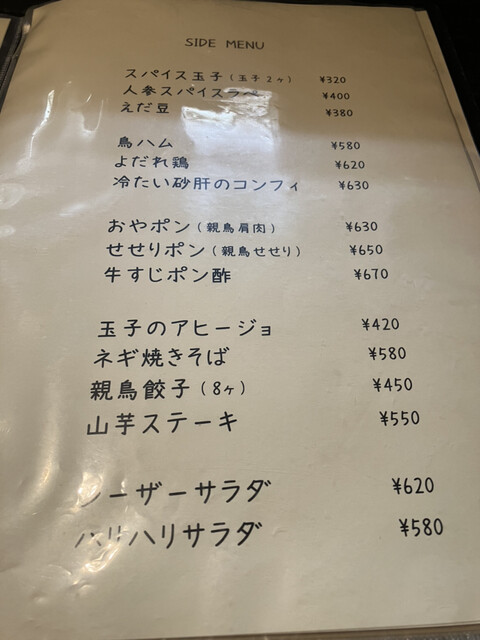 SIDE MENU
スパイス玉子（玉子2ヶ） ¥320
人参スパイスラペ ¥400
えだ豆 ¥380
鳥ハム ¥580
よだれ鶏 ¥620
冷たい砂肝のコンフィ ¥630
おやポン（親鳥肩肉） ¥630
せせりポン（親鳥せせり） ¥650
牛すじポン酢 ¥670
玉子のアヒージョ ¥420
ネギ焼きそば ¥580
親鳥餃子（8ヶ） ¥450
山芋ステーキ ¥550
シーザーサラダ ¥620
ハリハリサラダ ¥580